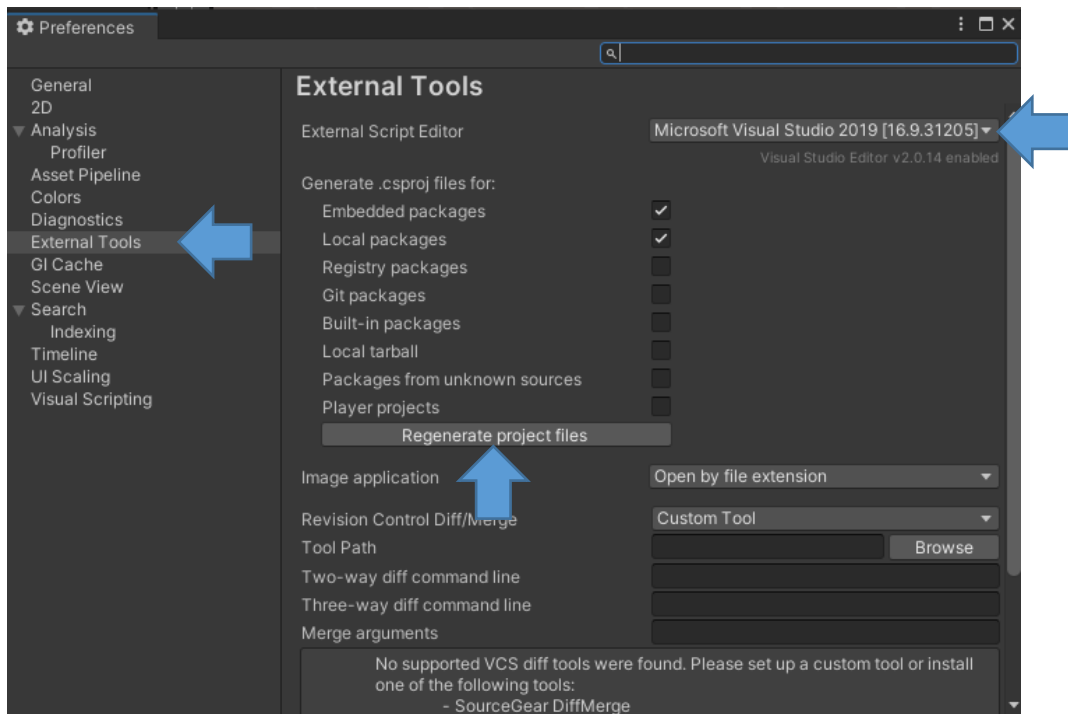 Preferences
General
2D
Analysis
Profiler
Asset Pipeline
Colors
Diagnostics
External Tools
GI Cache
Scene View
Search
Indexing
Timeline
UI Scaling
Visual Scripting
External Tools
External Script Editor Microsoft Visual Studio 2019 [16.9.31205]
Visual Studio Editor v2.0.14 enabled
Generate .csproj files for:
Embedded packages
Local packages
Registry packages
Git packages
Built-in packages
Local tarball
Packages from unknown sources
Player projects
Regenerate project files
Image application Open by file extension
Revision Control Diff/Merge Custom Tool
Tool Path Browse
Two-way diff command line
Three-way diff command line
Merge arguments
No supported VCS diff tools were found. Please set up a custom tool or install
one of the following tools:
- SourceGear DiffMerge